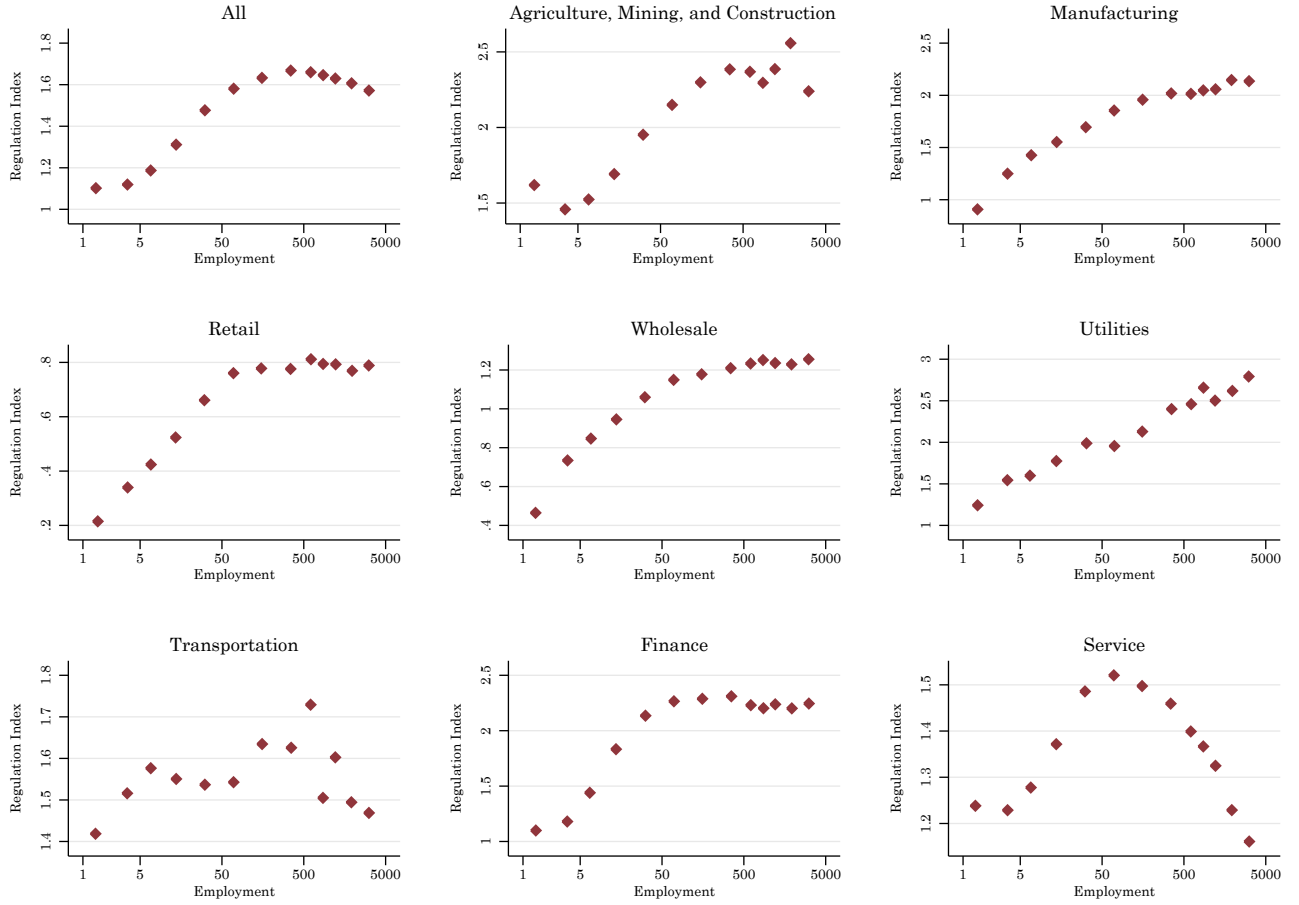 All
Regulation Index
1.8
1.6
1.4
1.2
1
1 5 50 500 5000
Employment
Agriculture, Mining, and Construction
Regulation Index
2.5
2
1.5
1 5 50 500 5000
Employment
Manufacturing
Regulation Index
2.5
2
1.5
1
1 5 50 500 5000
Employment
Retail
Regulation Index
.8
.6
.4
.2
1 5 50 500 5000
Employment
Wholesale
Regulation Index
1.2
1
.8
.6
.4
1 5 50 500 5000
Employment
Utilities
Regulation Index
3
2.5
2
1.5
1
1 5 50 500 5000
Employment
Transportation
Regulation Index
1.8
1.7
1.6
1.5
1.4
1 5 50 500 5000
Employment
Finance
Regulation Index
2.5
2
1.5
1
1 5 50 500 5000
Employment
Service
Regulation Index
1.5
1.4
1.3
1.2
1 5 50 500 5000
Employment